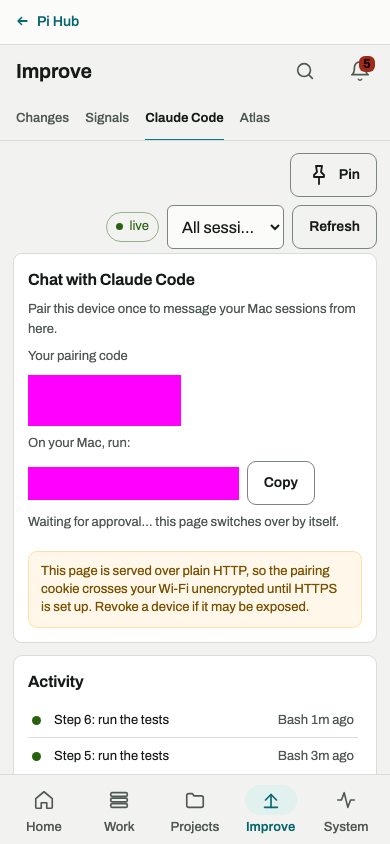 ← Pi Hub
Improve
5
Changes Signals Claude Code Atlas
Pin
live
All sessi...
Refresh
Chat with Claude Code
Pair this device once to message your Mac sessions from
here.
Your pairing code
On your Mac, run:
Copy
Waiting for approval... this page switches over by itself.
This page is served over plain HTTP, so the pairing
cookie crosses your Wi-Fi unencrypted until HTTPS
is set up. Revoke a device if it may be exposed.
Activity
Step 6: run the tests Bash 1m ago
Step 5: run the tests Bash 3m ago
Home Work Projects Improve System